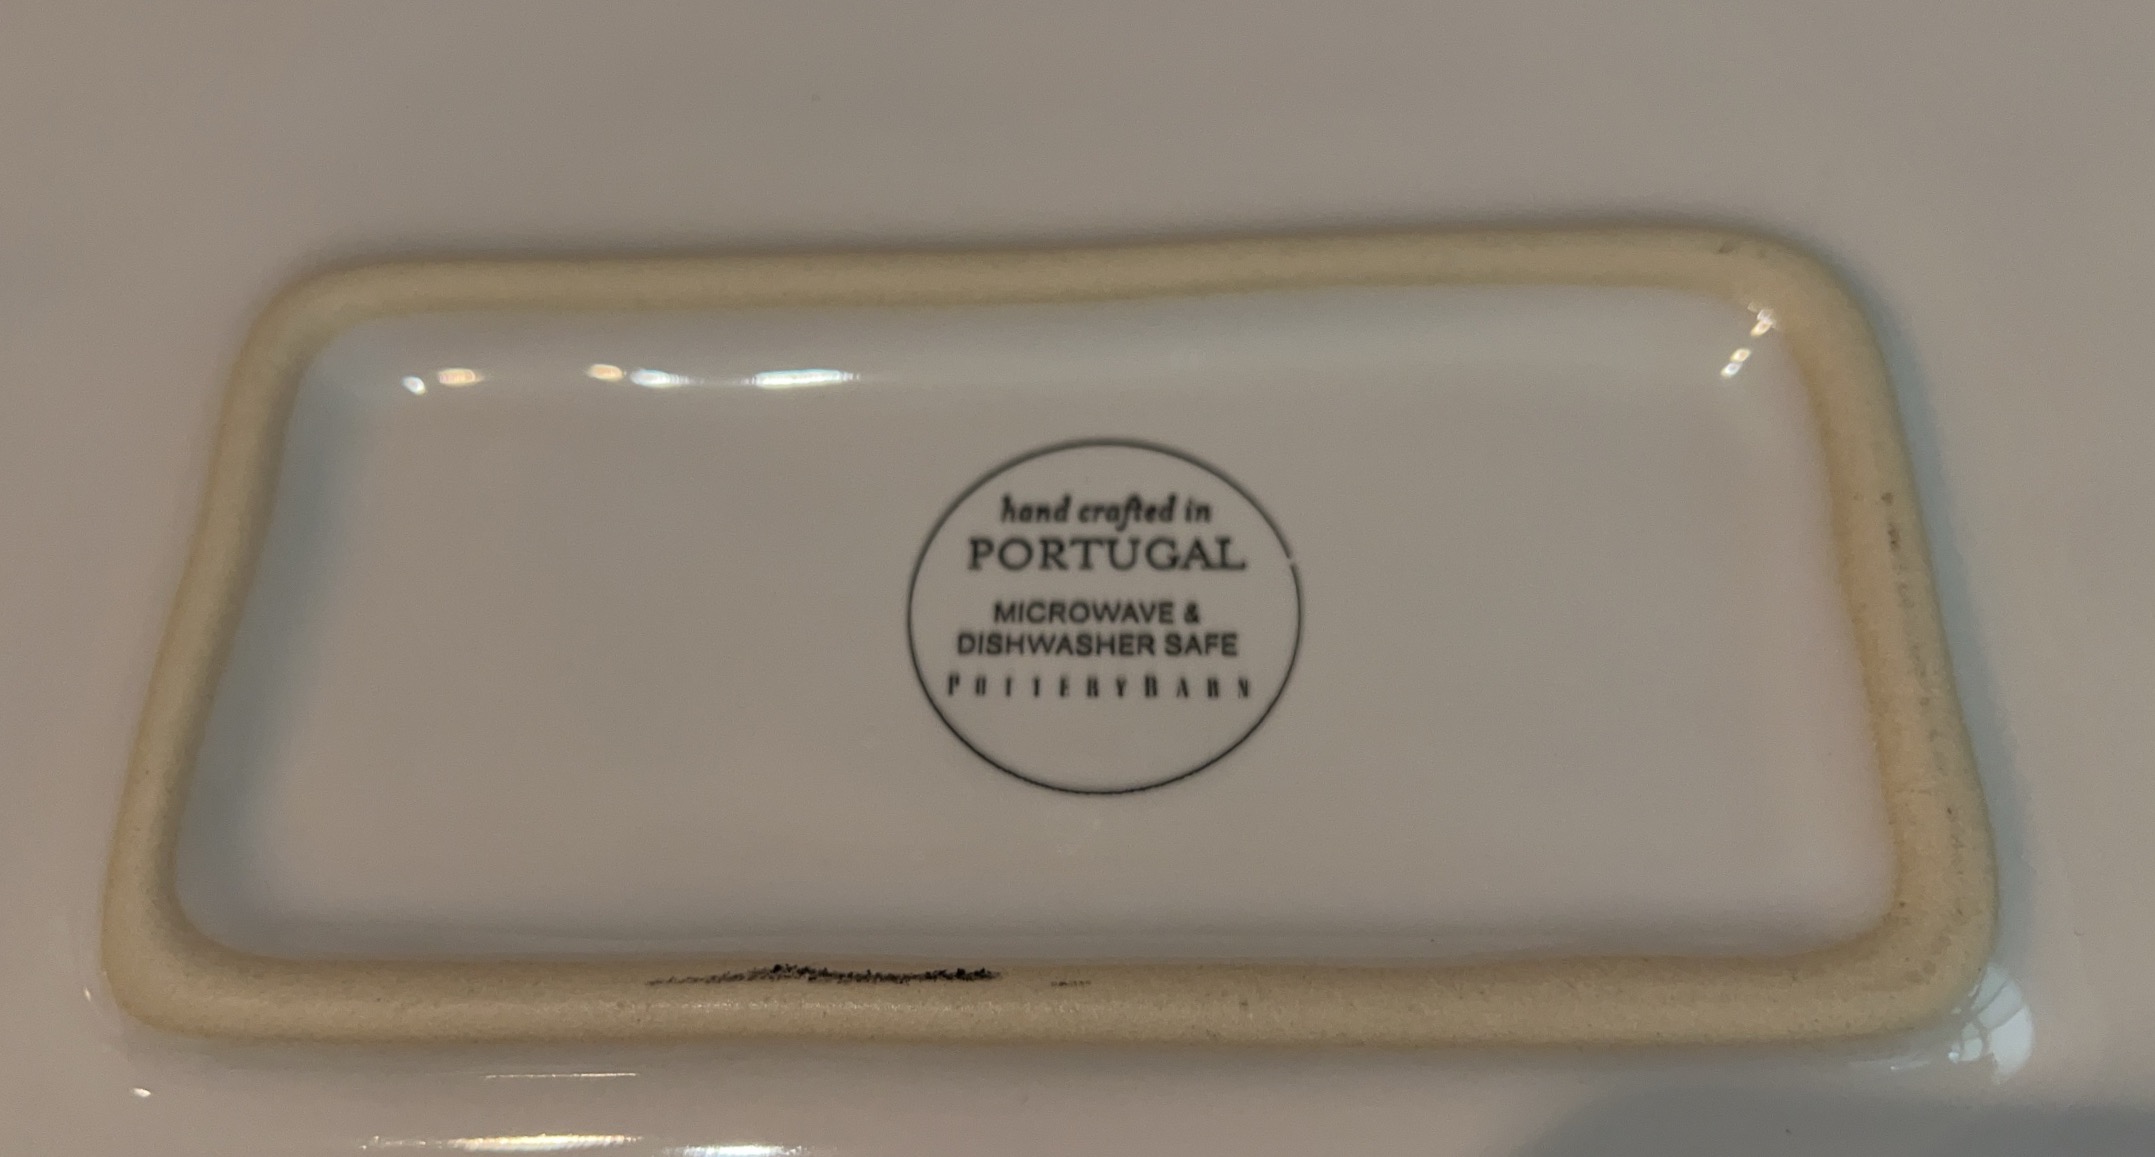 hand crafted in
PORTUGAL
MICROWAVE &
DISHWASHER SAFE
POTTERYBARN